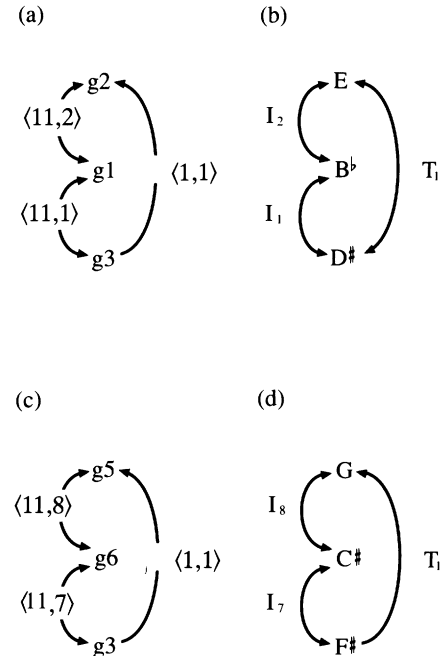 (a) (b)
g2 E
⟨11,2⟩ I₂
g1 ⟨1,1⟩ B♭ T₁
⟨11,1⟩ I₁
g3 D♯
(c) (d)
g5 G
⟨11,8⟩ I₈
g6 ⟨1,1⟩ C♯ T₁
⟨11,7⟩ I₇
g3 F♯